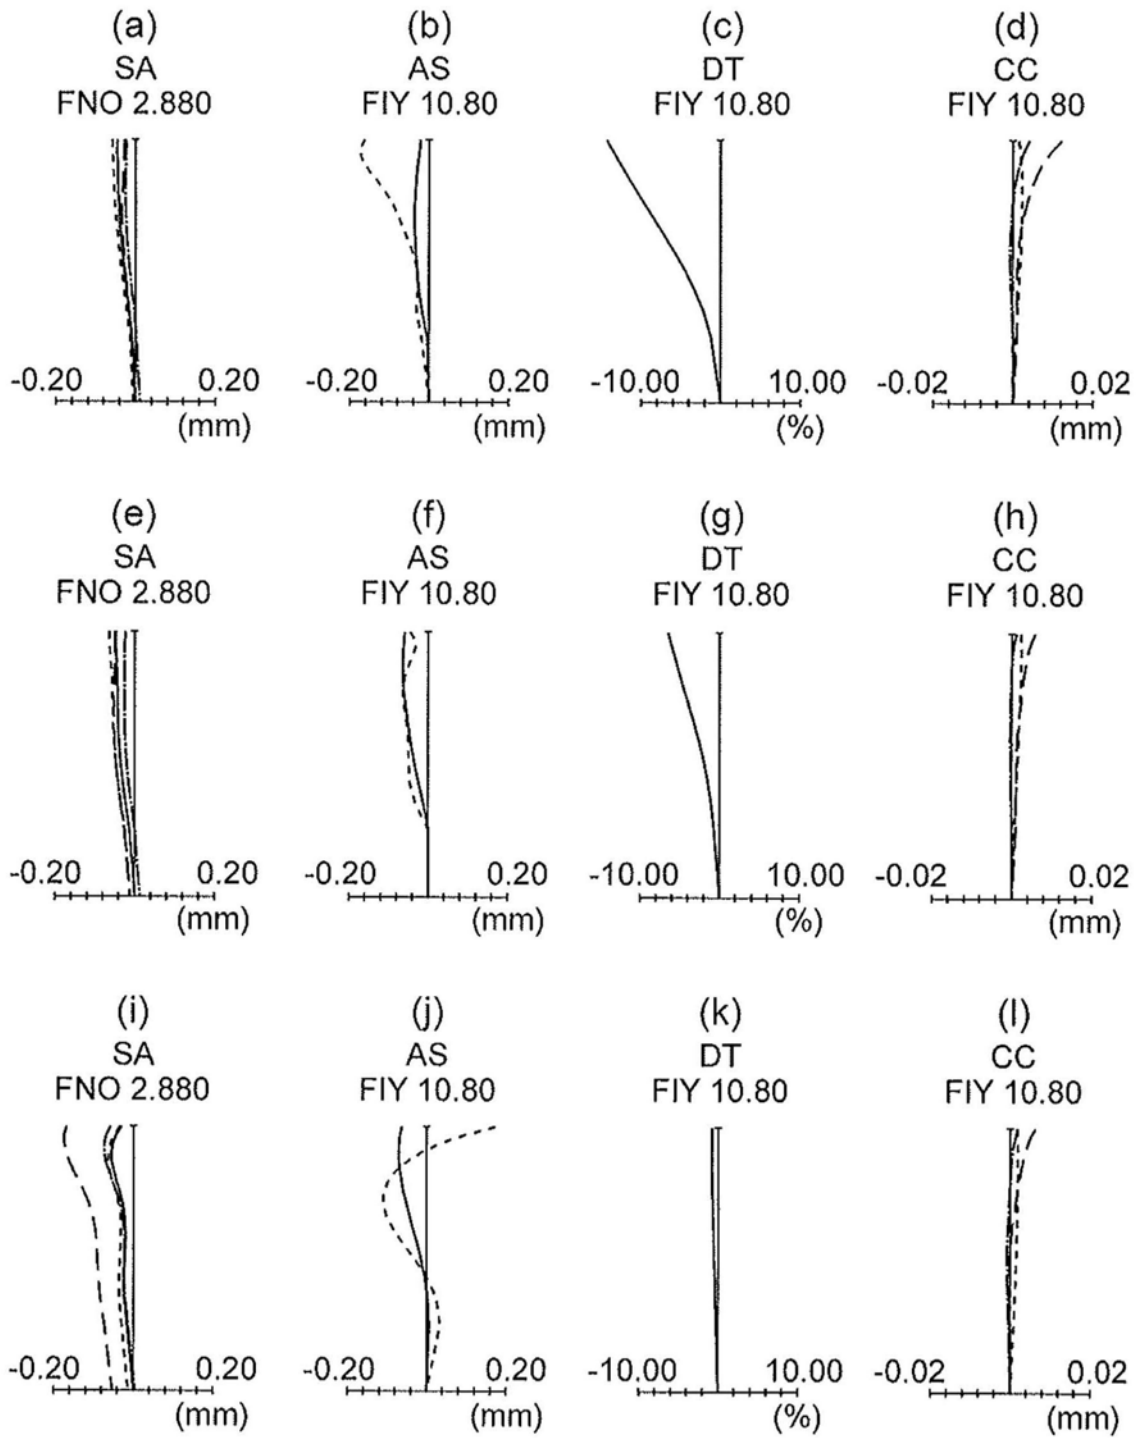 (a) (b) (c) (d)
SA AS DT CC
FNO 2.880 FIY 10.80 FIY 10.80 FIY 10.80
-0.20 0.20 -0.20 0.20 -10.00 10.00 -0.02 0.02
(mm) (mm) (%) (mm)
(e) (f) (g) (h)
SA AS DT CC
FNO 2.880 FIY 10.80 FIY 10.80 FIY 10.80
-0.20 0.20 -0.20 0.20 -10.00 10.00 -0.02 0.02
(mm) (mm) (%) (mm)
(i) (j) (k) (l)
SA AS DT CC
FNO 2.880 FIY 10.80 FIY 10.80 FIY 10.80
-0.20 0.20 -0.20 0.20 -10.00 10.00 -0.02 0.02
(mm) (mm) (%) (mm)